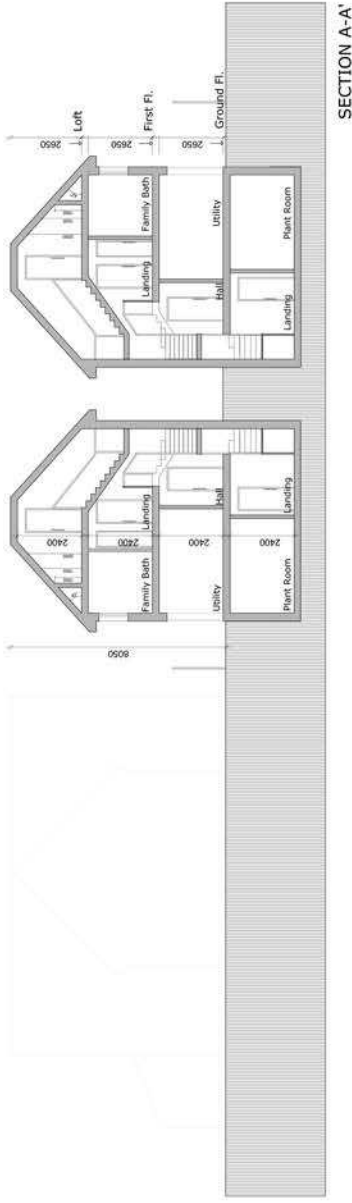 Loft
2650
First Fl.
2650
Ground Fl.
2650
8050
2400
2400
2400
2400
Family Bath
Landing
Utility
Hall
Plant Room
Landing
Landing
Family Bath
Hall
Utility
Landing
Plant Room
SECTION A-A'